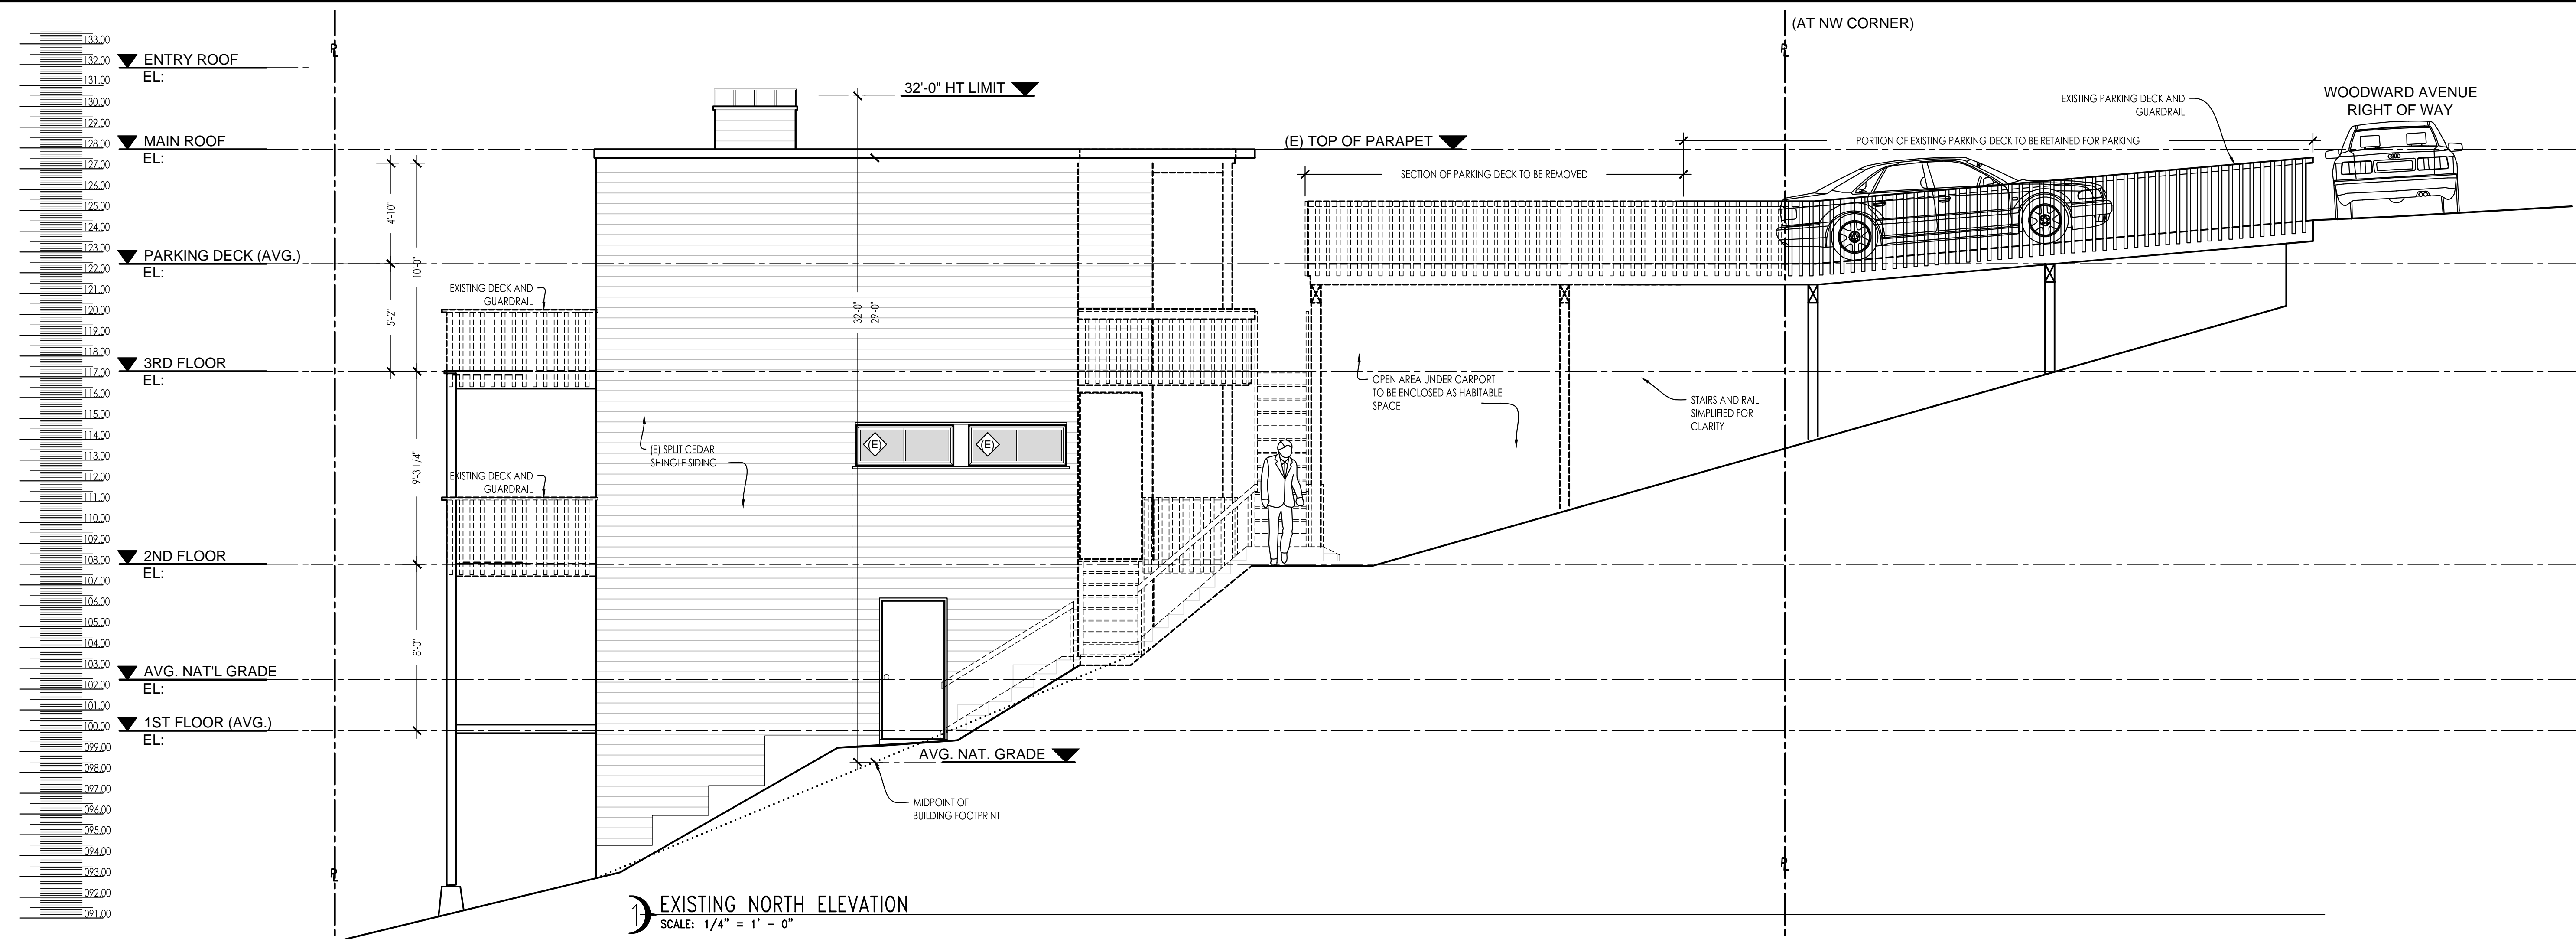 133.00
132.00
131.00
130.00
129.00
128.00
127.00
126.00
125.00
124.00
123.00
122.00
121.00
120.00
119.00
118.00
117.00
116.00
115.00
114.00
113.00
112.00
111.00
110.00
109.00
108.00
107.00
106.00
105.00
104.00
103.00
102.00
101.00
100.00
099.00
098.00
097.00
096.00
095.00
094.00
093.00
092.00
091.00
ENTRY ROOF
EL:
MAIN ROOF
EL:
PARKING DECK (AVG.)
EL:
3RD FLOOR
EL:
2ND FLOOR
EL:
AVG. NAT'L GRADE
EL:
1ST FLOOR (AVG.)
EL:
PL
PL
4'-10"
5'-2"
10'-0"
9'-3 1/4"
8'-0"
EXISTING DECK AND
GUARDRAIL
EXISTING DECK AND
GUARDRAIL
(E) SPLIT CEDAR
SHINGLE SIDING
32'-0" HT LIMIT
32'-0"
29'-0"
(E)
(E)
AVG. NAT. GRADE
MIDPOINT OF
BUILDING FOOTPRINT
(E) TOP OF PARAPET
SECTION OF PARKING DECK TO BE REMOVED
OPEN AREA UNDER CARPORT
TO BE ENCLOSED AS HABITABLE
SPACE
STAIRS AND RAIL
SIMPLIFIED FOR
CLARITY
(AT NW CORNER)
PL
PL
PORTION OF EXISTING PARKING DECK TO BE RETAINED FOR PARKING
EXISTING PARKING DECK AND
GUARDRAIL
WOODWARD AVENUE
RIGHT OF WAY
1
EXISTING NORTH ELEVATION
SCALE: 1/4" = 1' - 0"